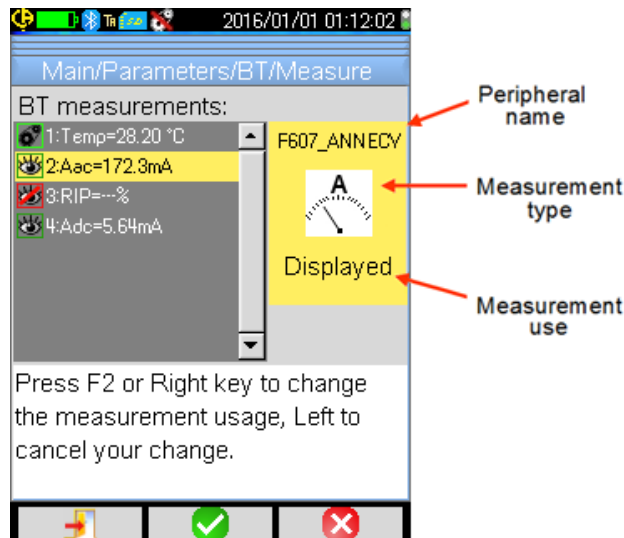 2016/01/01 01:12:02
Main/Parameters/BT/Measure
BT measurements:
1:Temp=28.20 °C
2:Aac=172.3mA
3:RIP=---%
4:Adc=5.64mA
F607_ANNECY
A
Displayed
Press F2 or Right key to change
the measurement usage, Left to
cancel your change.
Peripheral
name
Measurement
type
Measurement
use